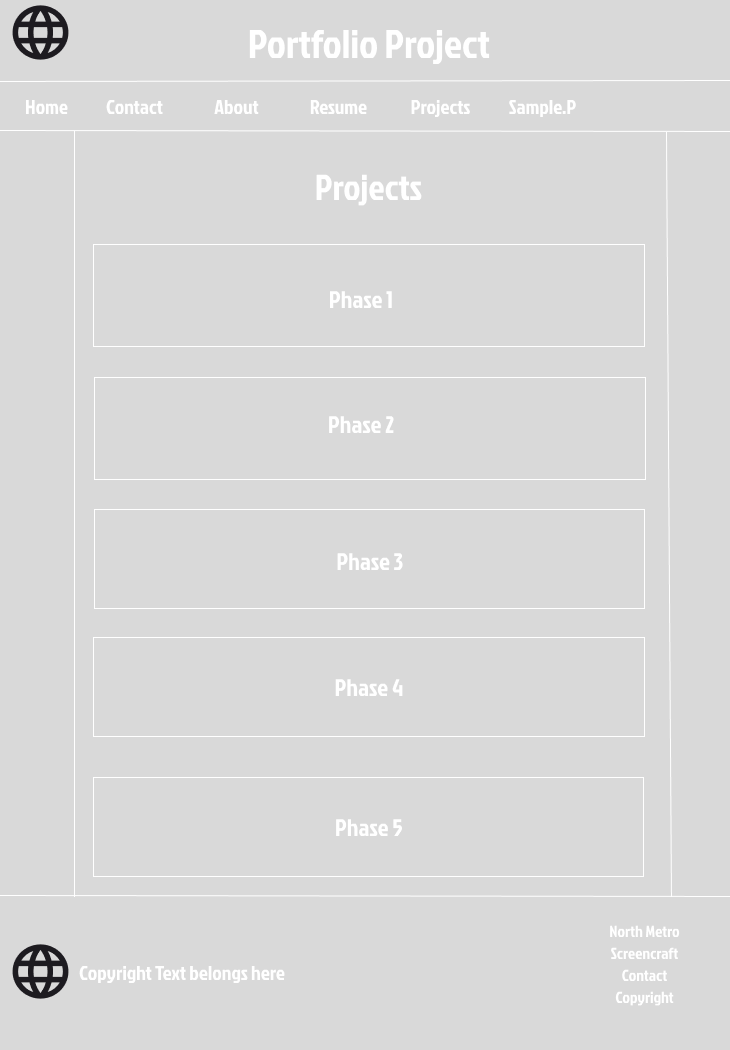 Portfolio Project
Home Contact About Resume Projects Sample.P
Projects
Phase 1
Phase 2
Phase 3
Phase 4
Phase 5
North Metro
Screencraft
Contact
Copyright
Copyright Text belongs here